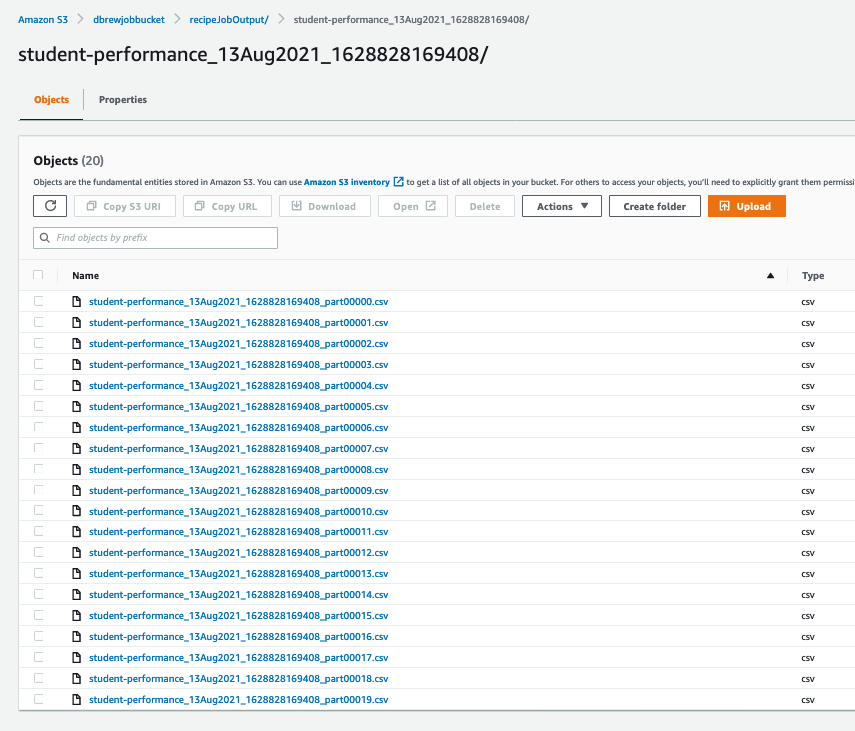 Amazon S3 > dbrewjobbucket > recipeJobOutput/ > student-performance_13Aug2021_1628828169408/
student-performance_13Aug2021_1628828169408/
Objects Properties
Objects (20)
Objects are the fundamental entities stored in Amazon S3. You can use Amazon S3 inventory to get a list of all objects in your bucket. For others to access your objects, you'll need to explicitly grant them permissi
Copy S3 URI Copy URL Download Open Delete Actions Create folder Upload
Find objects by prefix
Name Type
student-performance_13Aug2021_1628828169408_part00000.csv csv
student-performance_13Aug2021_1628828169408_part00001.csv csv
student-performance_13Aug2021_1628828169408_part00002.csv csv
student-performance_13Aug2021_1628828169408_part00003.csv csv
student-performance_13Aug2021_1628828169408_part00004.csv csv
student-performance_13Aug2021_1628828169408_part00005.csv csv
student-performance_13Aug2021_1628828169408_part00006.csv csv
student-performance_13Aug2021_1628828169408_part00007.csv csv
student-performance_13Aug2021_1628828169408_part00008.csv csv
student-performance_13Aug2021_1628828169408_part00009.csv csv
student-performance_13Aug2021_1628828169408_part00010.csv csv
student-performance_13Aug2021_1628828169408_part00011.csv csv
student-performance_13Aug2021_1628828169408_part00012.csv csv
student-performance_13Aug2021_1628828169408_part00013.csv csv
student-performance_13Aug2021_1628828169408_part00014.csv csv
student-performance_13Aug2021_1628828169408_part00015.csv csv
student-performance_13Aug2021_1628828169408_part00016.csv csv
student-performance_13Aug2021_1628828169408_part00017.csv csv
student-performance_13Aug2021_1628828169408_part00018.csv csv
student-performance_13Aug2021_1628828169408_part00019.csv csv